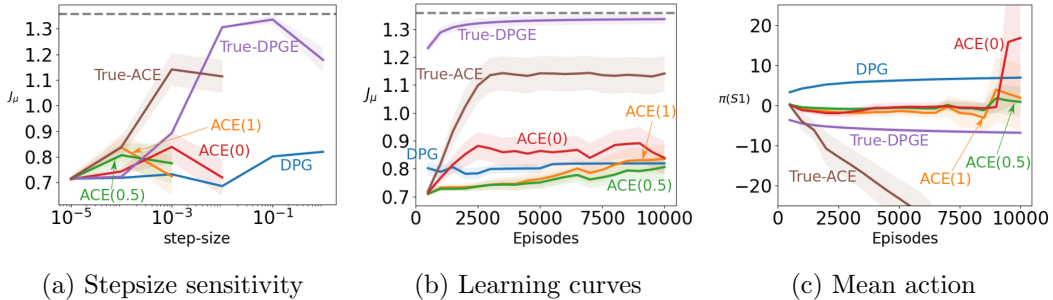 1.3
1.2
1.1
1.0
0.9
0.8
0.7
Jμ
True-ACE
True-DPGE
ACE(1)
ACE(0)
DPG
ACE(0.5)
10⁻⁵
10⁻³
10⁻¹
step-size
(a) Stepsize sensitivity
1.3
1.2
1.1
1.0
0.9
0.8
0.7
Jμ
True-DPGE
True-ACE
ACE(1)
ACE(0)
DPG
ACE(0.5)
0
2500
5000
7500
10000
Episodes
(b) Learning curves
20
10
0
−10
−20
π(S1)
ACE(0)
DPG
True-DPGE
ACE(0.5)
True-ACE
ACE(1)
0
2500
5000
7500
10000
Episodes
(c) Mean action